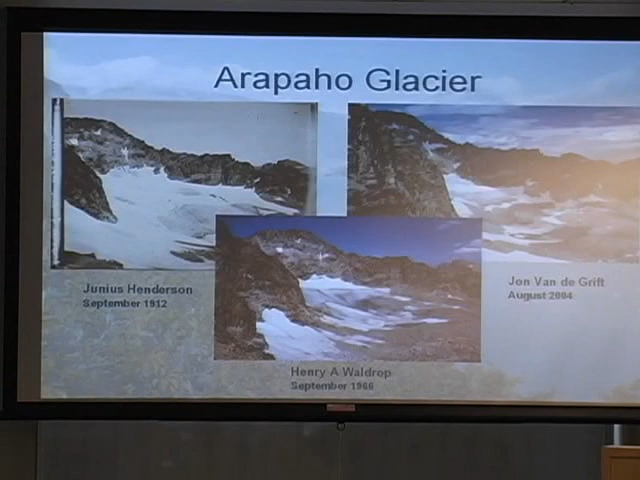 Arapaho Glacier
Junius Henderson
September 1912
Jon Van de Grift
August 2004
Henry A Waldrop
September 1966